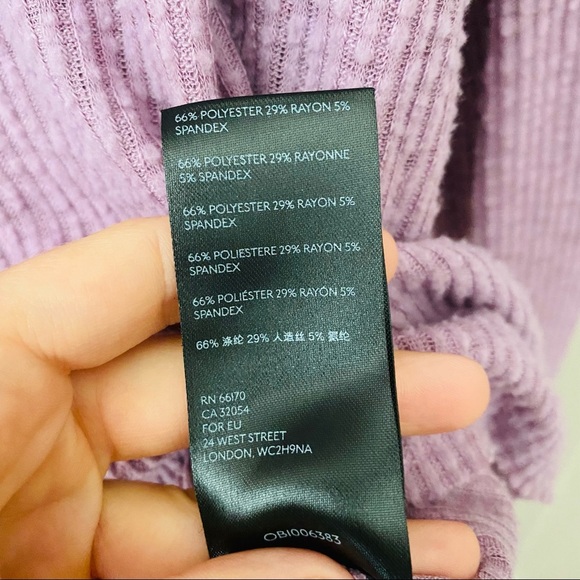 66% POLYESTER 29% RAYON 5%
SPANDEX
66% POLYESTER 29% RAYONNE
5% SPANDEX
66% POLYESTER 29% RAYON 5%
SPANDEX
66% POLIESTERE 29% RAYON 5%
SPANDEX
66% POLIÉSTER 29% RAYÓN 5%
SPANDEX
66% 涤纶 29% 人造丝 5% 氨纶
RN 66170
CA 32054
FOR EU
24 WEST STREET
LONDON, WC2H9NA
OB1006383